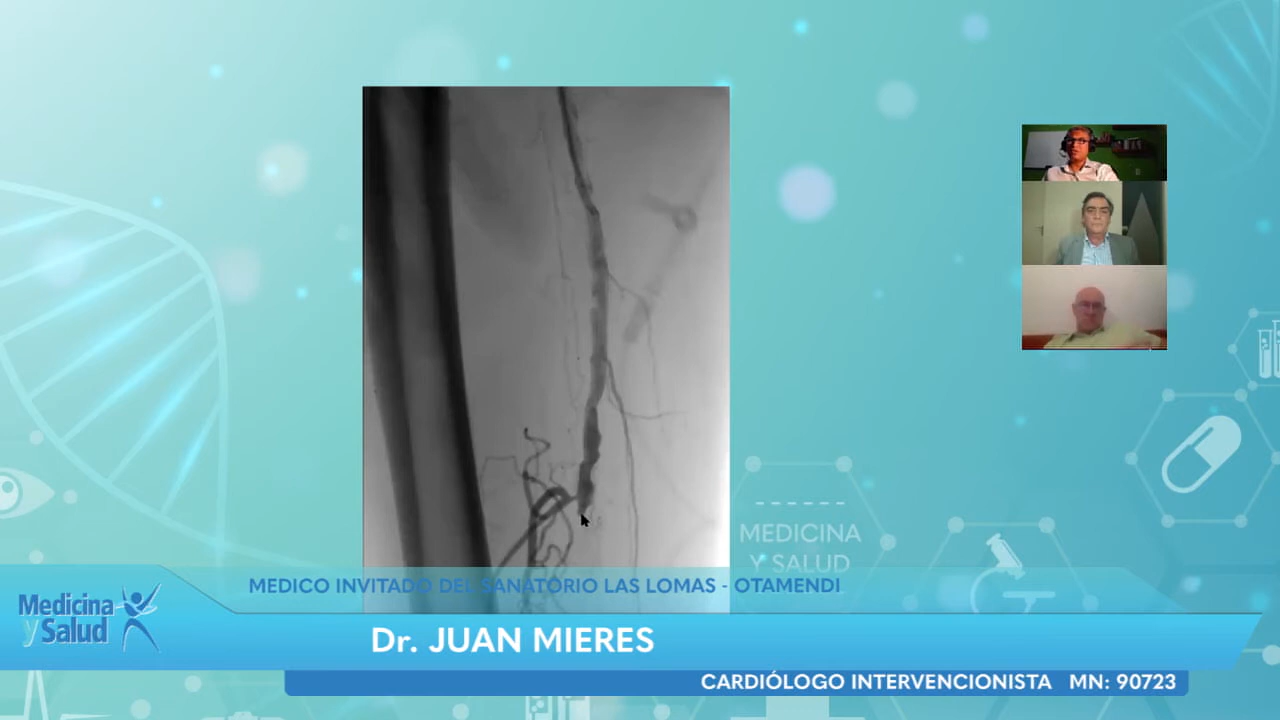 MEDICINA
Y SALUD
MEDICO INVITADO DEL SANATORIO LAS LOMAS - OTAMENDI
Medicina
y Salud
Dr. JUAN MIERES
CARDIÓLOGO INTERVENCIONISTA MN: 90723